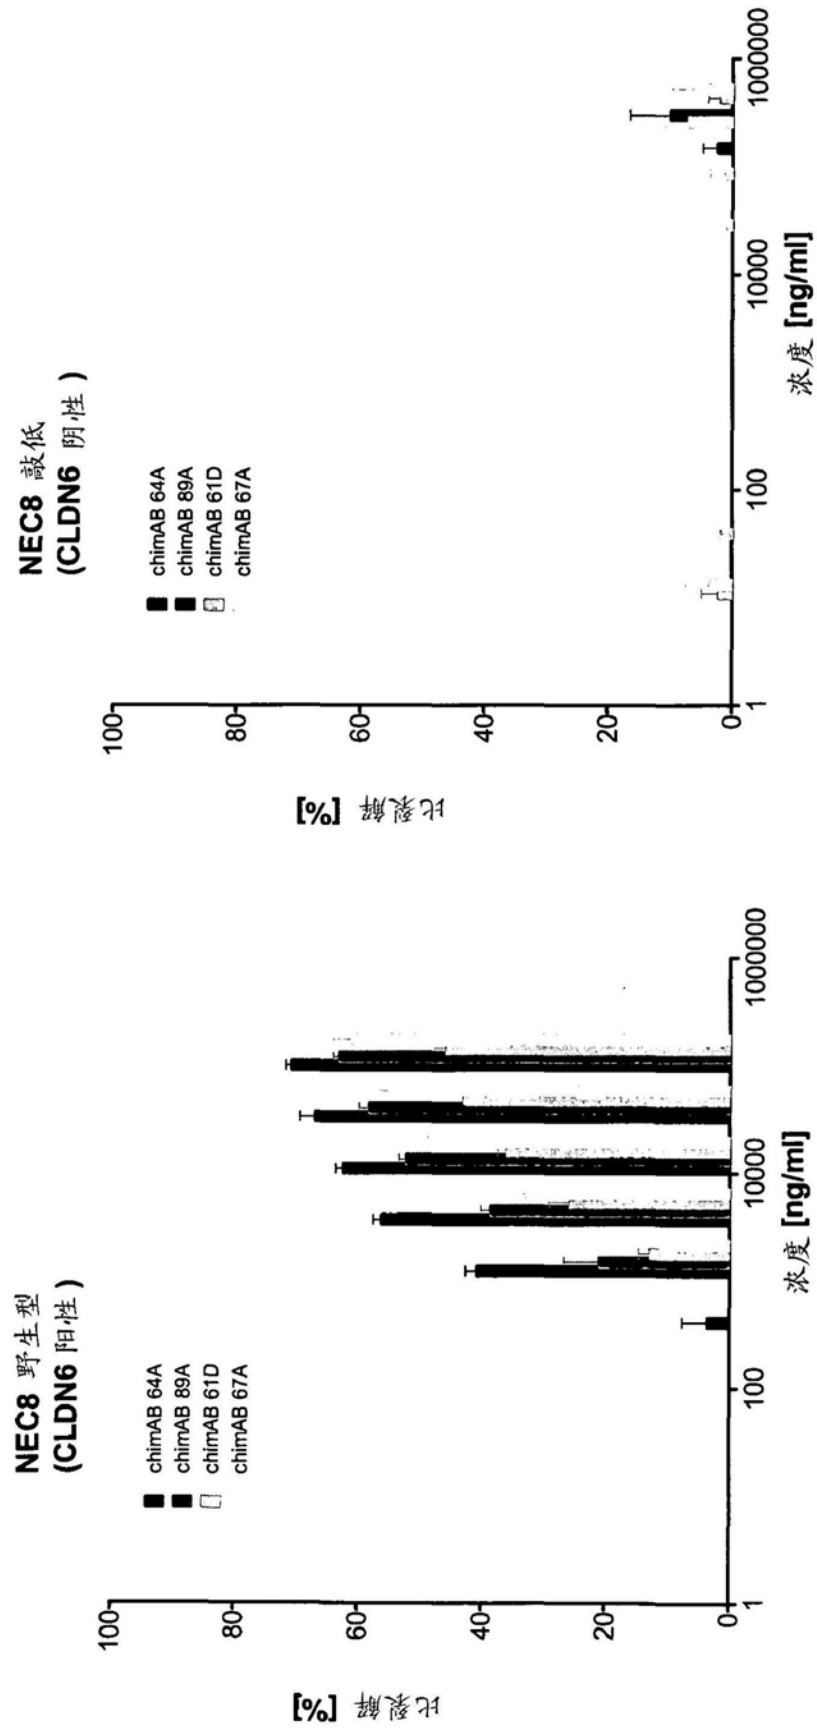 NEC8 野生型
(CLDN6 阳性)
chimAB 64A
chimAB 89A
chimAB 61D
chimAB 67A
比裂解 [%]
100
80
60
40
20
0
1
100
10000
1000000
浓度 [ng/ml]
NEC8 敲低
(CLDN6 阴性)
chimAB 64A
chimAB 89A
chimAB 61D
chimAB 67A
比裂解 [%]
100
80
60
40
20
0
1
100
10000
1000000
浓度 [ng/ml]